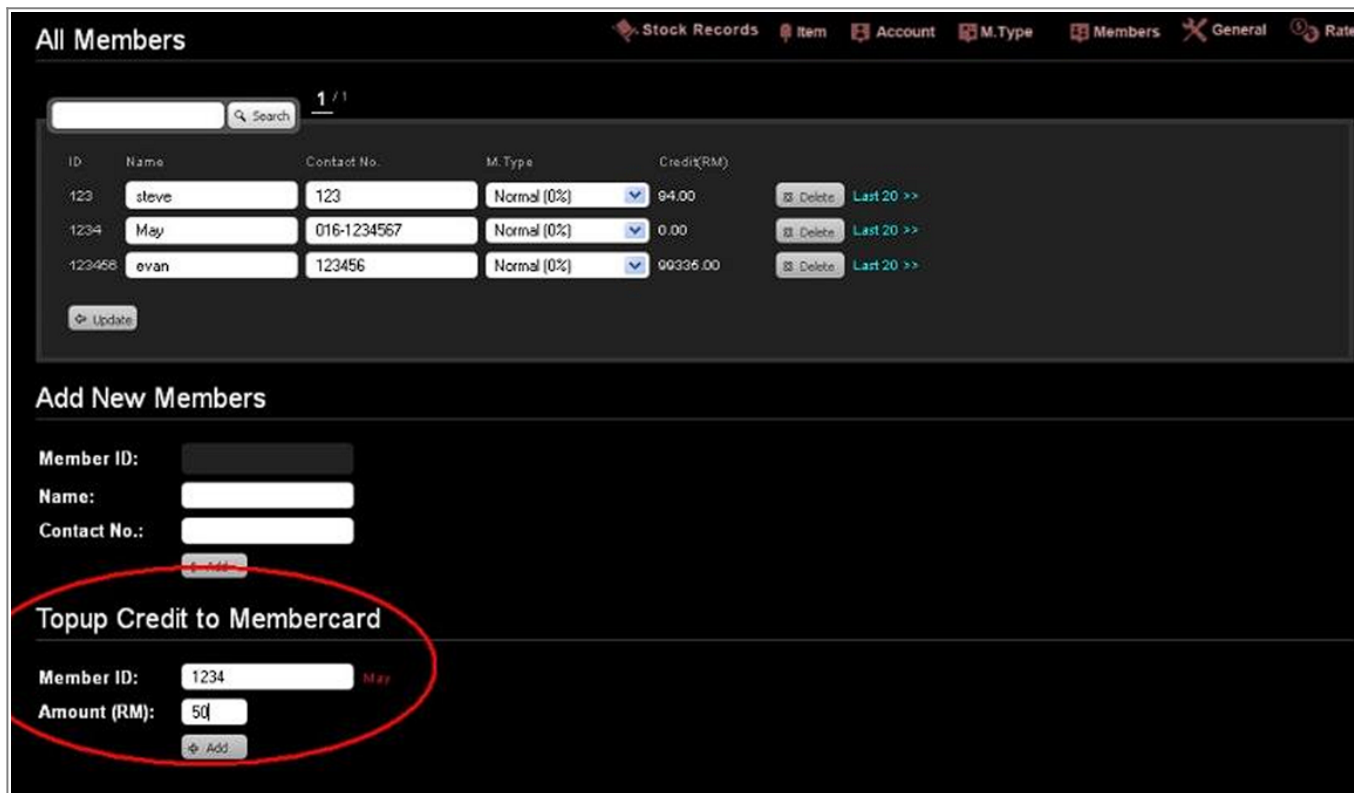 All Members
Stock Records Item Account M.Type Members General Rate
Search 1 / 1
ID Name Contact No. M.Type Credit(RM)
123 steve 123 Normal (0%) 94.00 Delete Last 20 >>
1234 May 016-1234567 Normal (0%) 0.00 Delete Last 20 >>
123456 evan 123456 Normal (0%) 99336.00 Delete Last 20 >>
Update
Add New Members
Member ID:
Name:
Contact No.:
Add
Topup Credit to Membercard
Member ID: 1234 May
Amount (RM): 50
Add